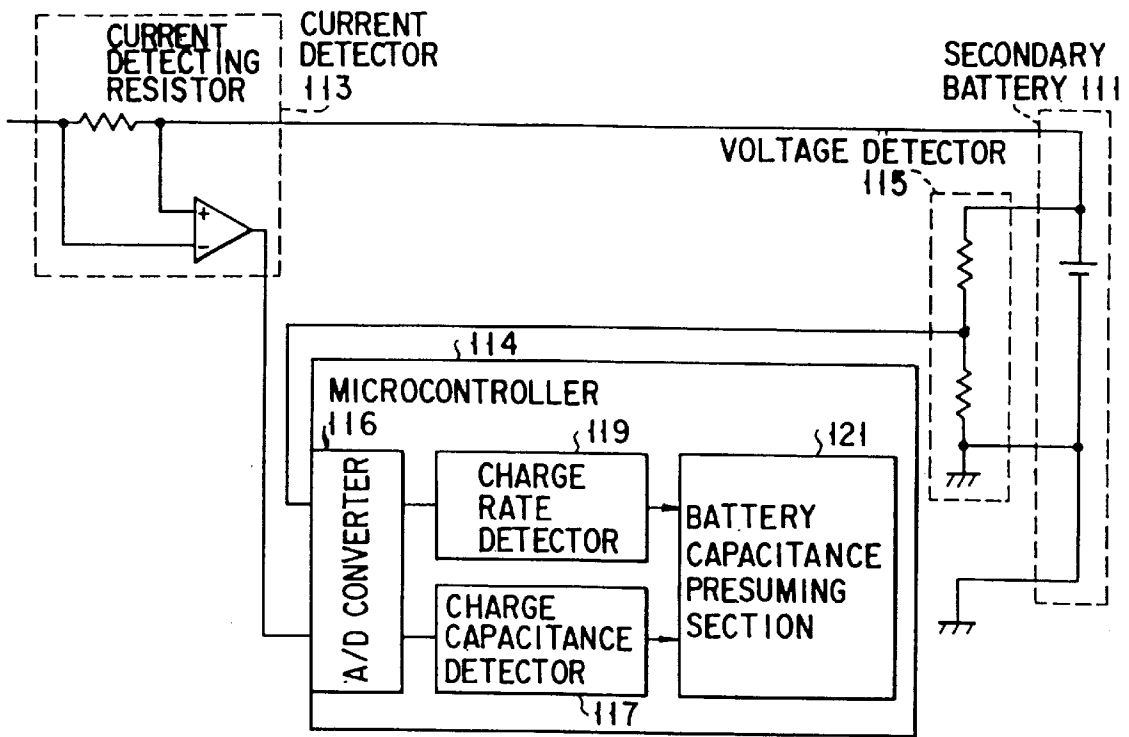 CURRENT
DETECTING
RESISTOR
CURRENT
DETECTOR
113
SECONDARY
BATTERY 111
VOLTAGE DETECTOR
115
+
-
114
MICROCONTROLLER
116
A/D CONVERTER
119
CHARGE
RATE
DETECTOR
CHARGE
CAPACITANCE
DETECTOR
117
121
BATTERY
CAPACITANCE
PRESUMING
SECTION